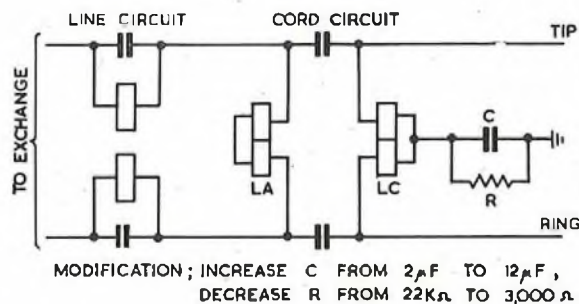 LINE CIRCUIT
CORD CIRCUIT
TIP
TO EXCHANGE
LA
LC
C
R
RING
MODIFICATION; INCREASE C FROM 2µF TO 12µF,
DECREASE R FROM 22KΩ TO 3,000 Ω